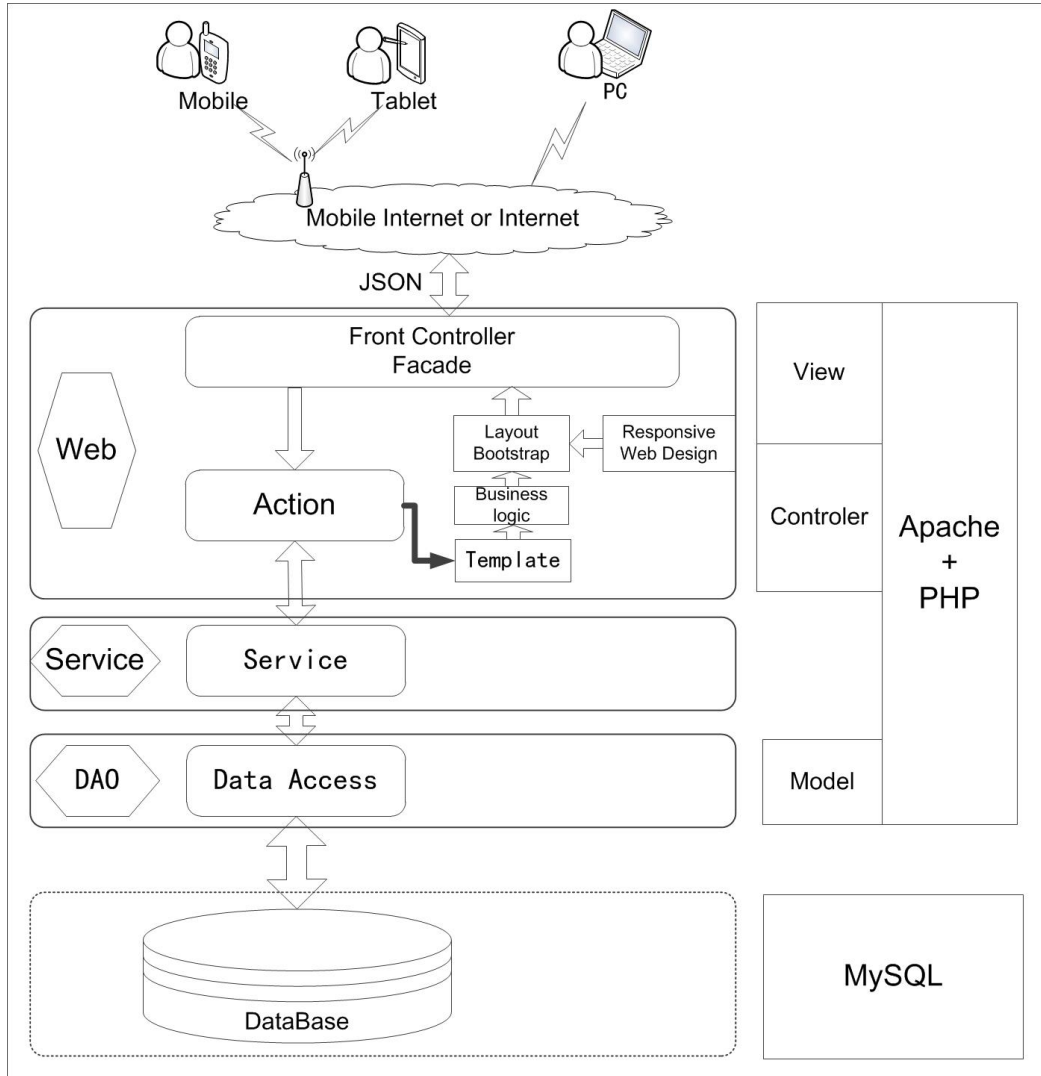 Mobile
Tablet
PC
Mobile Internet or Internet
JSON
Front Controller
Facade
Web
Layout
Bootstrap
Responsive
Web Design
Business
logic
Action
Template
Service
Service
DAO
Data Access
DataBase
View
Controler
Model
Apache
+
PHP
MySQL